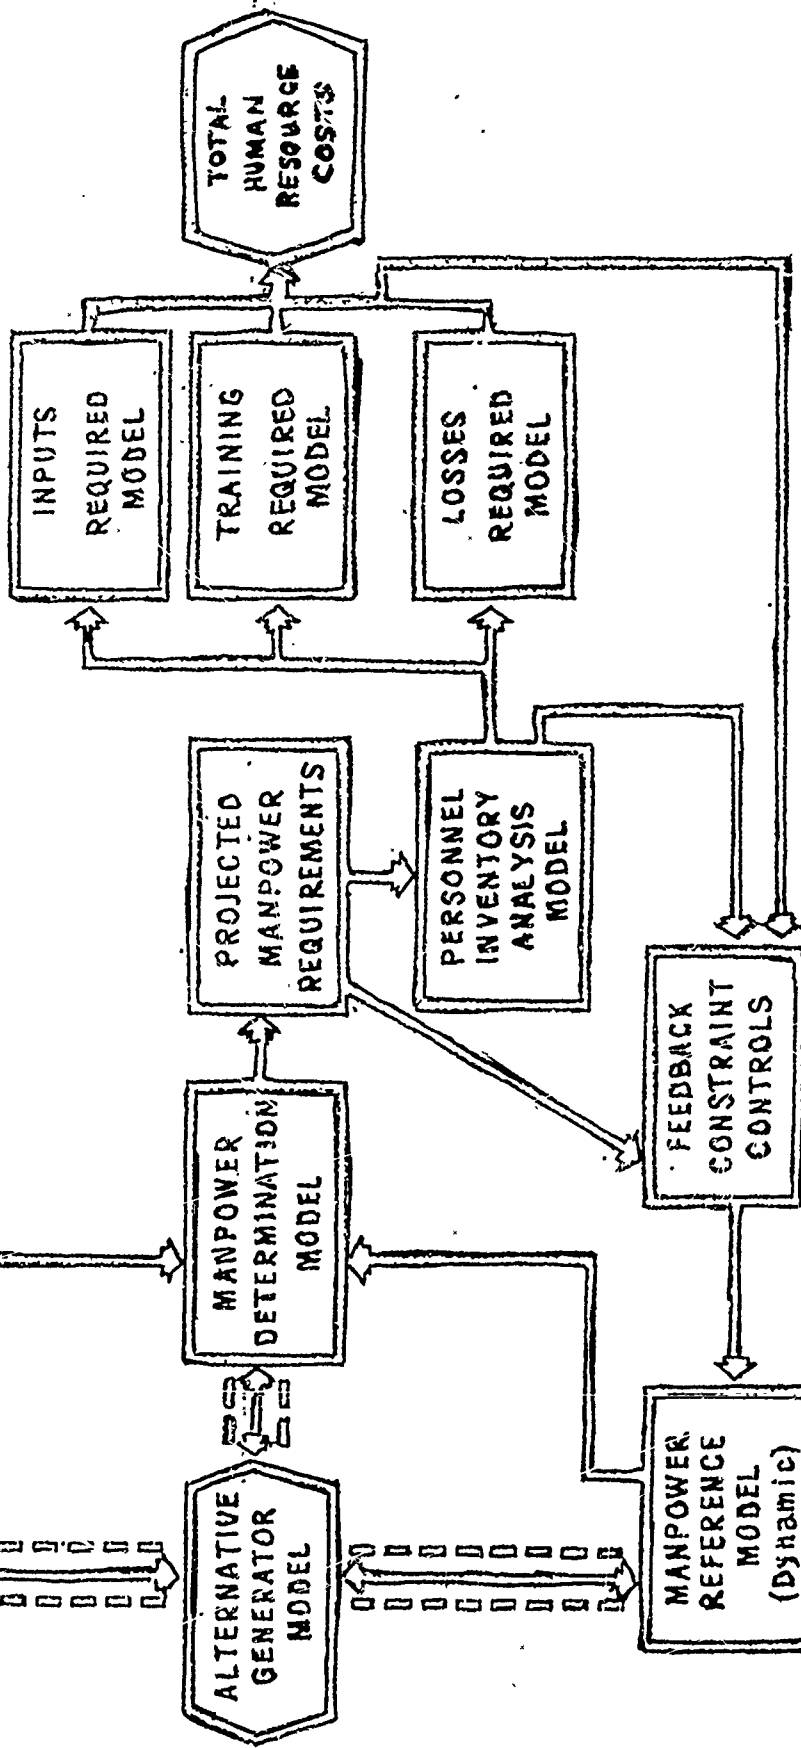 ALTERNATIVE
GENERATOR
MODEL
MANPOWER
DETERMINATION
MODEL
PROJECTED
MANPOWER
REQUIREMENTS
INPUTS
REQUIRED
MODEL
TRAINING
REQUIRED
MODEL
LOSSES
REQUIRED
MODEL
TOTAL
HUMAN
RESOURCE
COSTS
PERSONNEL
INVENTORY
ANALYSIS
MODEL
MANPOWER
REFERENCE
MODEL
(Dynamic)
FEEDBACK
CONSTRAINT
CONTROLS